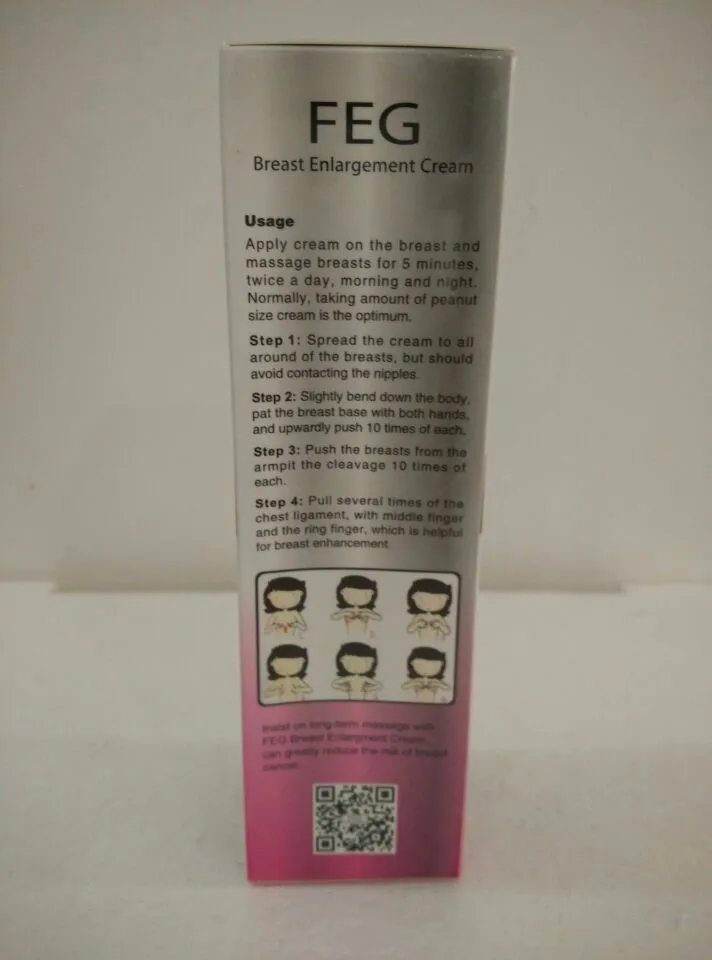 FEG
Breast Enlargement Cream
Usage
Apply cream on the breast and
massage breasts for 5 minutes,
twice a day, morning and night.
Normally, taking amount of peanut
size cream is the optimum.
Step 1: Spread the cream to all
around of the breasts, but should
avoid contacting the nipples.
Step 2: Slightly bend down the body,
pat the breast base with both hands,
and upwardly push 10 times of each.
Step 3: Push the breasts from the
armpit the cleavage 10 times of
each.
Step 4: Pull several times of the
chest ligament, with middle finger
and the ring finger, which is helpful
for breast enhancement.
Insist on long-term massage with
FEG Breast Enlargment Cream,
can greatly reduce the risk of breast
cancer.